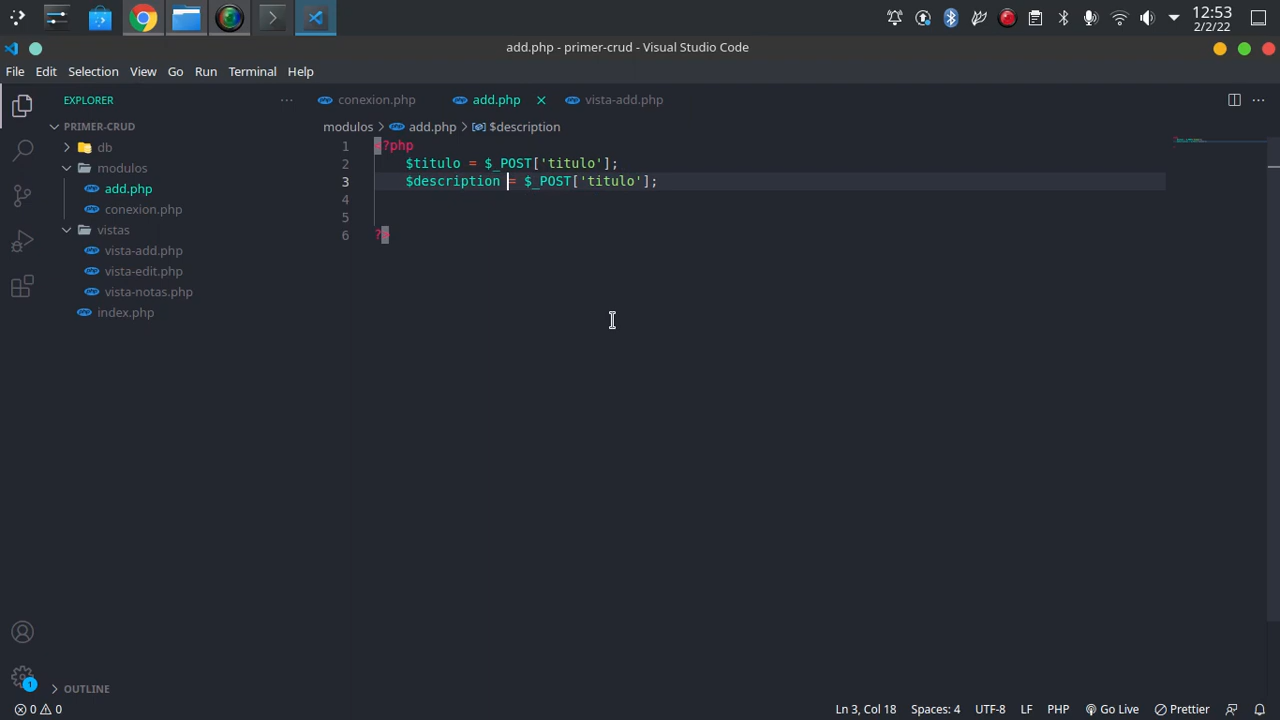 12:53
2/2/22
add.php - primer-crud - Visual Studio Code
File Edit Selection View Go Run Terminal Help
EXPLORER
PRIMER-CRUD
db
modulos
add.php
conexion.php
vistas
vista-add.php
vista-edit.php
vista-notas.php
index.php
OUTLINE
conexion.php add.php vista-add.php
modulos > add.php > $description
1 <?php
2 $titulo = $_POST['titulo'];
3 $description = $_POST['titulo'];
4
5
6 ?>
1
0 0
Ln 3, Col 18 Spaces: 4 UTF-8 LF PHP Go Live Prettier